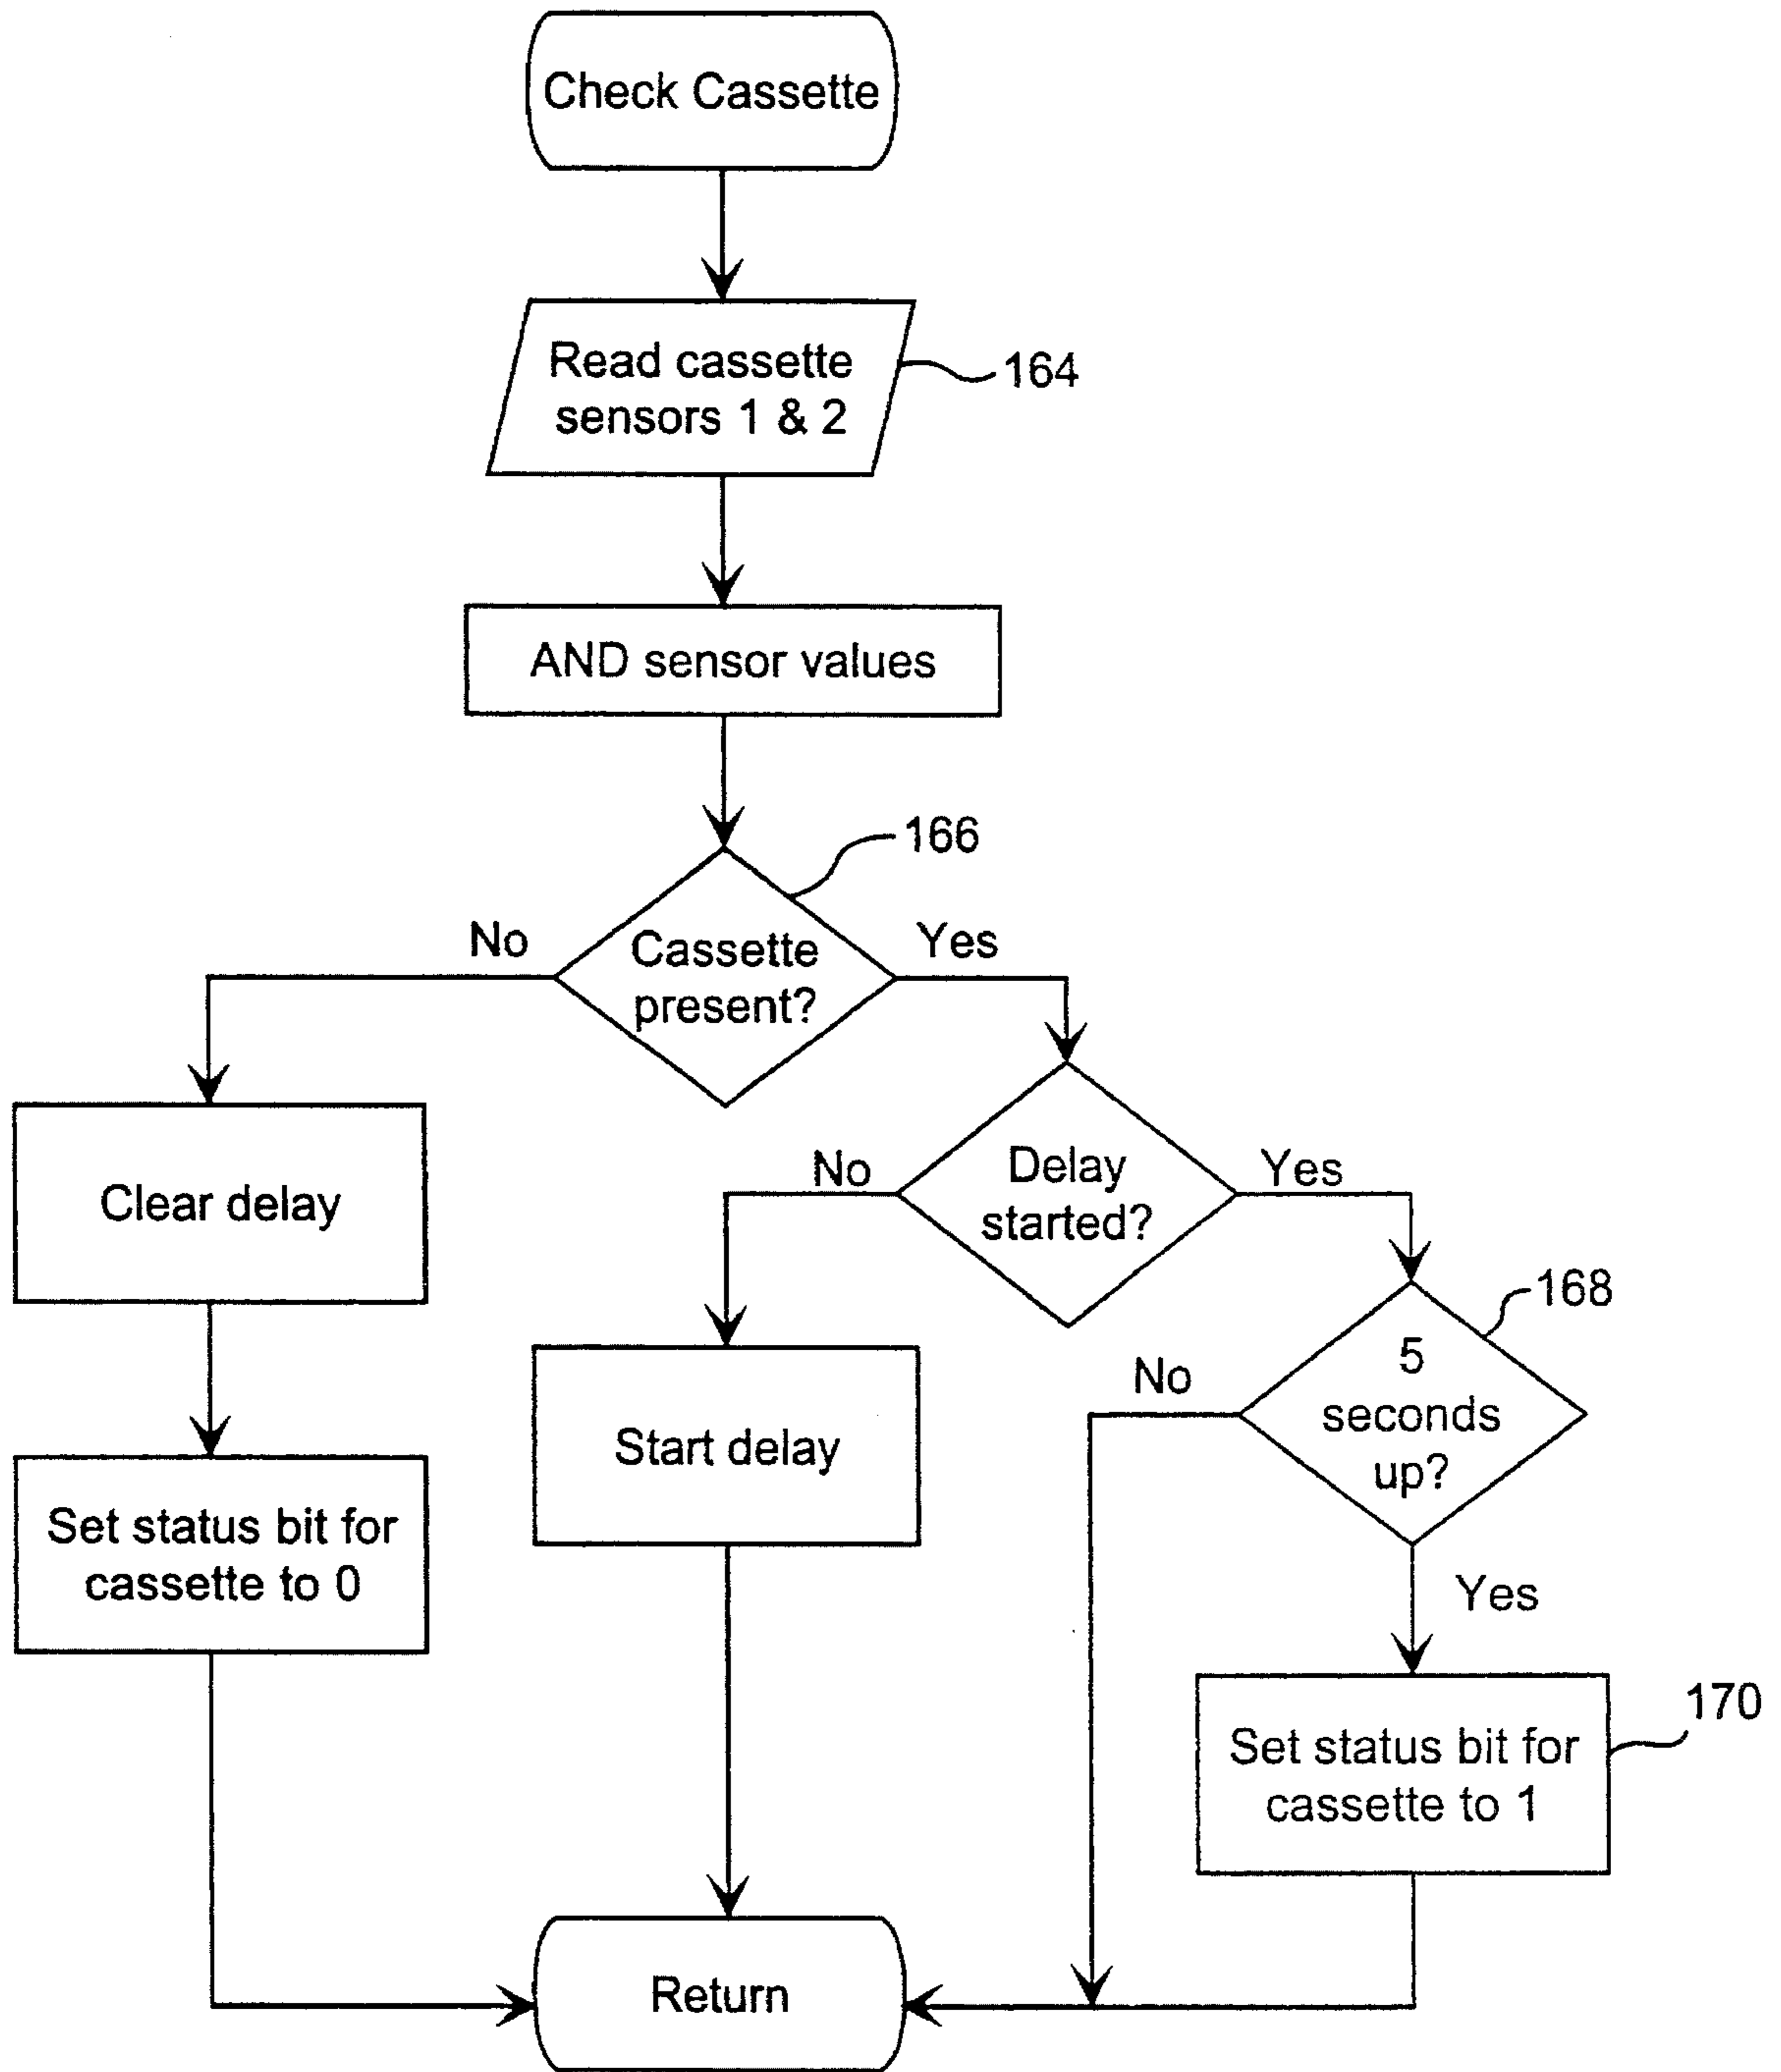 Check Cassette
Read cassette
sensors 1 & 2
164
AND sensor values
166
No
Cassette
present?
Yes
Clear delay
No
Delay
started?
Yes
168
Set status bit for
cassette to 0
Start delay
No
5
seconds
up?
Yes
170
Set status bit for
cassette to 1
Return